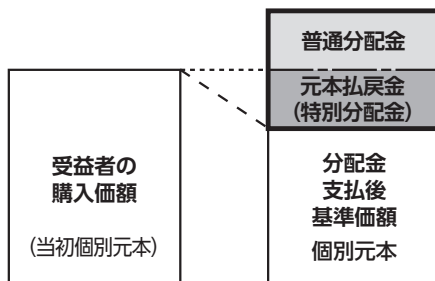 普通分配金
元本払戻金
(特別分配金)
受益者の
購入価額
(当初個別元本)
分配金
支払後
基準価額
個別元本